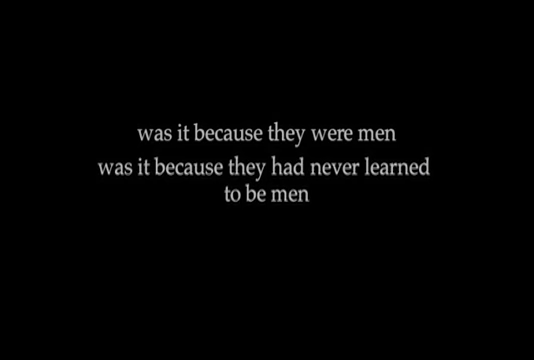 was it because they were men
was it because they had never learned
to be men